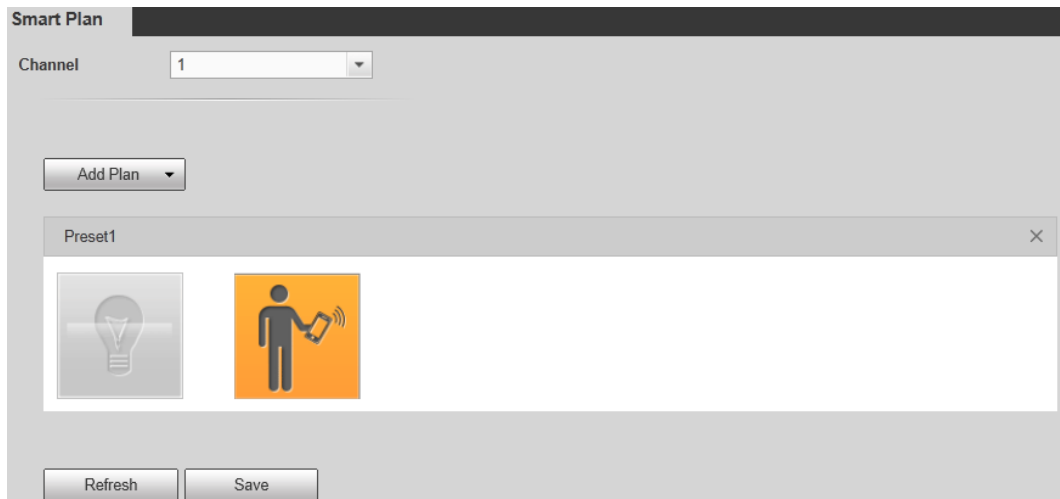 Smart Plan
Channel 1
Add Plan
Preset1
Refresh Save